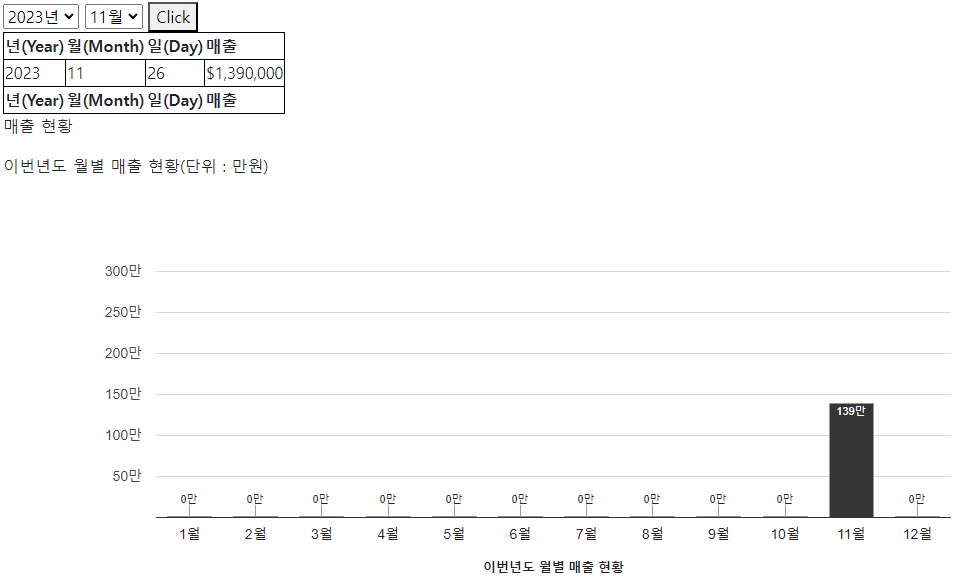 2023년 11월 Click
년(Year) 월(Month) 일(Day) 매출
2023 11 26 $1,390,000
년(Year) 월(Month) 일(Day) 매출
매출 현황
이번년도 월별 매출 현황(단위 : 만원)
300만
250만
200만
150만
100만
50만
0만 0만 0만 0만 0만 0만 0만 0만 0만 0만 139만 0만
1월 2월 3월 4월 5월 6월 7월 8월 9월 10월 11월 12월
이번년도 월별 매출 현황